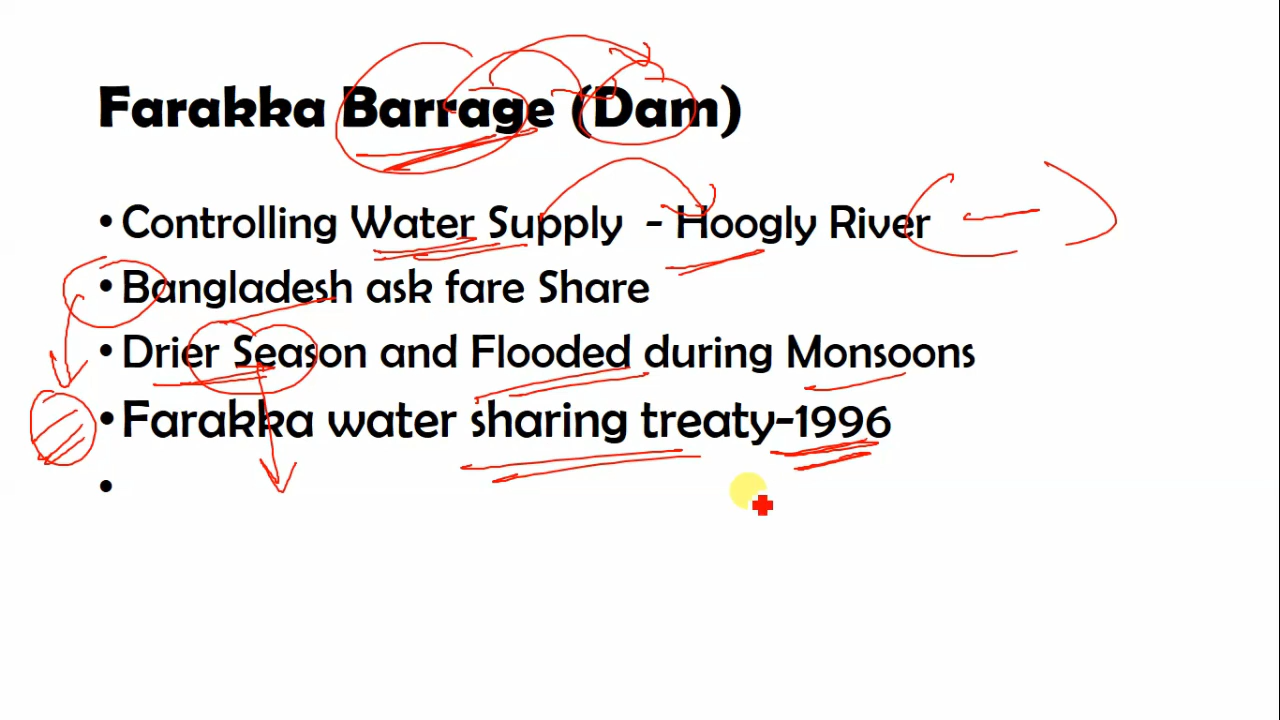 Farakka Barrage (Dam)
• Controlling Water Supply - Hoogly River
• Bangladesh ask fare Share
• Drier Season and Flooded during Monsoons
• Farakka water sharing treaty-1996
•